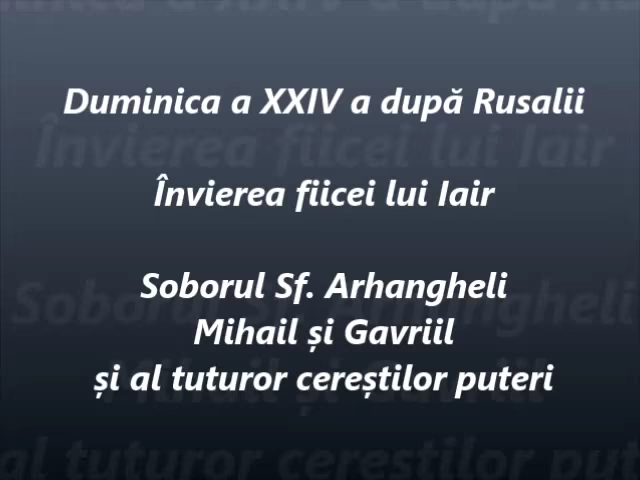 Duminica a XXIV a după Rusalii
Învierea fiicei lui Iair
Soborul Sf. Arhangheli
Mihail și Gavriil
și al tuturor cereștilor puteri